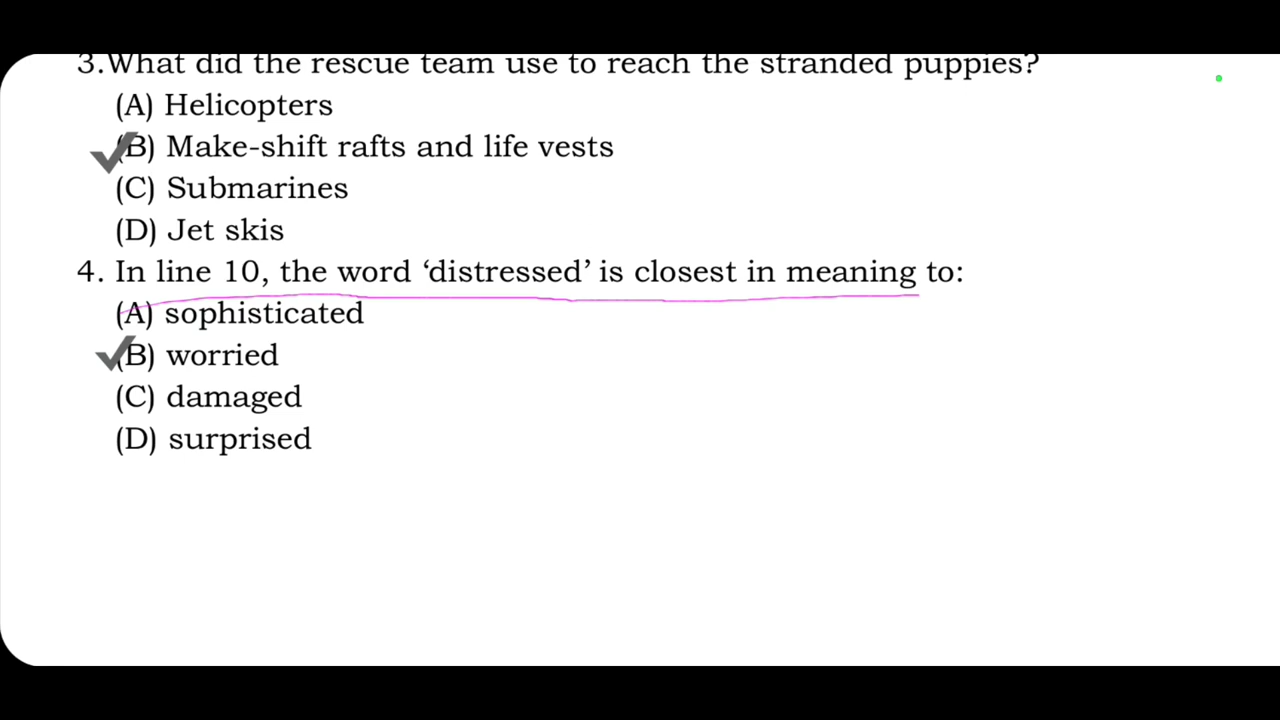 3.What did the rescue team use to reach the stranded puppies?
(A) Helicopters
(B) Make-shift rafts and life vests
(C) Submarines
(D) Jet skis
4. In line 10, the word ‘distressed’ is closest in meaning to:
(A) sophisticated
(B) worried
(C) damaged
(D) surprised